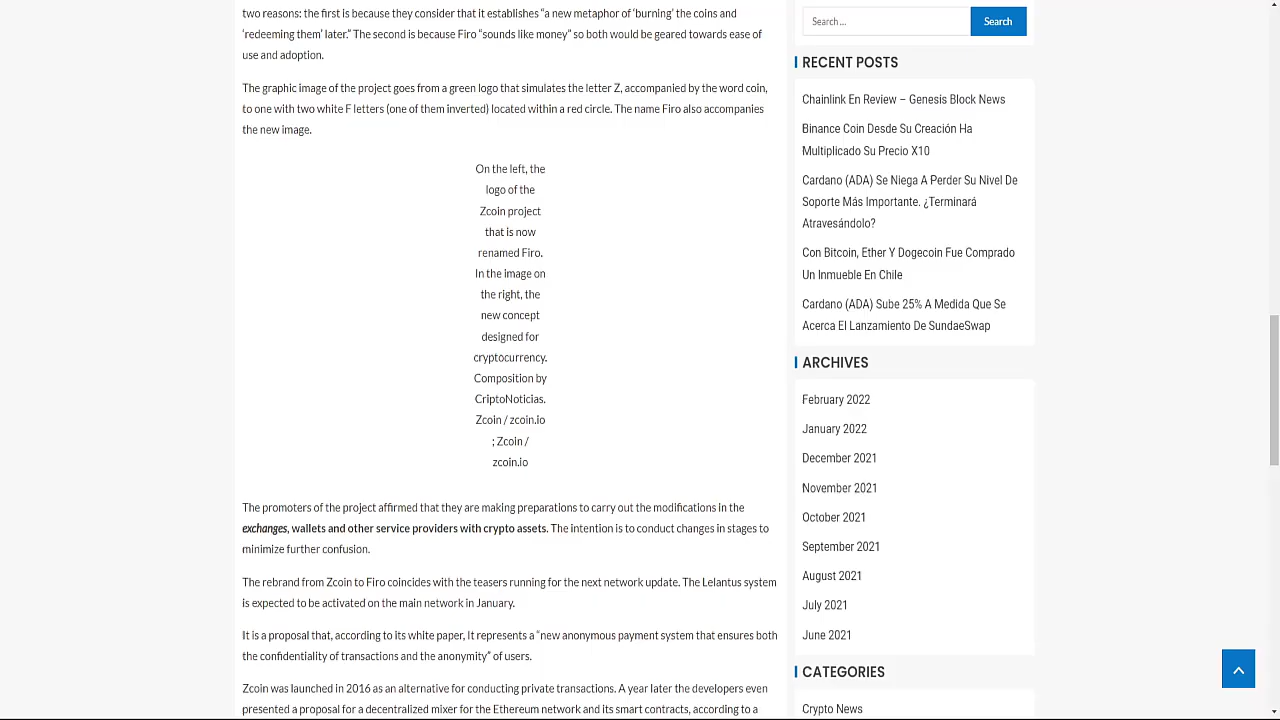 two reasons: the first is because they consider that it establishes “a new metaphor of ‘burning’ the coins and
‘redeeming them’ later.” The second is because Firo “sounds like money” so both would be geared towards ease of
use and adoption.
The graphic image of the project goes from a green logo that simulates the letter Z, accompanied by the word coin,
to one with two white F letters (one of them inverted) located within a red circle. The name Firo also accompanies
the new image.
On the left, the
logo of the
Zcoin project
that is now
renamed Firo.
In the image on
the right, the
new concept
designed for
cryptocurrency.
Composition by
CriptoNoticias.
Zcoin / zcoin.io
; Zcoin /
zcoin.io
The promoters of the project affirmed that they are making preparations to carry out the modifications in the
exchanges, wallets and other service providers with crypto assets. The intention is to conduct changes in stages to
minimize further confusion.
The rebrand from Zcoin to Firo coincides with the teasers running for the next network update. The Lelantus system
is expected to be activated on the main network in January.
It is a proposal that, according to its white paper, It represents a “new anonymous payment system that ensures both
the confidentiality of transactions and the anonymity” of users.
Zcoin was launched in 2016 as an alternative for conducting private transactions. A year later the developers even
presented a proposal for a decentralized mixer for the Ethereum network and its smart contracts, according to a
Search ...
Search
RECENT POSTS
Chainlink En Review – Genesis Block News
Binance Coin Desde Su Creación Ha
Multiplicado Su Precio X10
Cardano (ADA) Se Niega A Perder Su Nivel De
Soporte Más Importante. ¿Terminará
Atravesándolo?
Con Bitcoin, Ether Y Dogecoin Fue Comprado
Un Inmueble En Chile
Cardano (ADA) Sube 25% A Medida Que Se
Acerca El Lanzamiento De SundaeSwap
ARCHIVES
February 2022
January 2022
December 2021
November 2021
October 2021
September 2021
August 2021
July 2021
June 2021
CATEGORIES
Crypto News